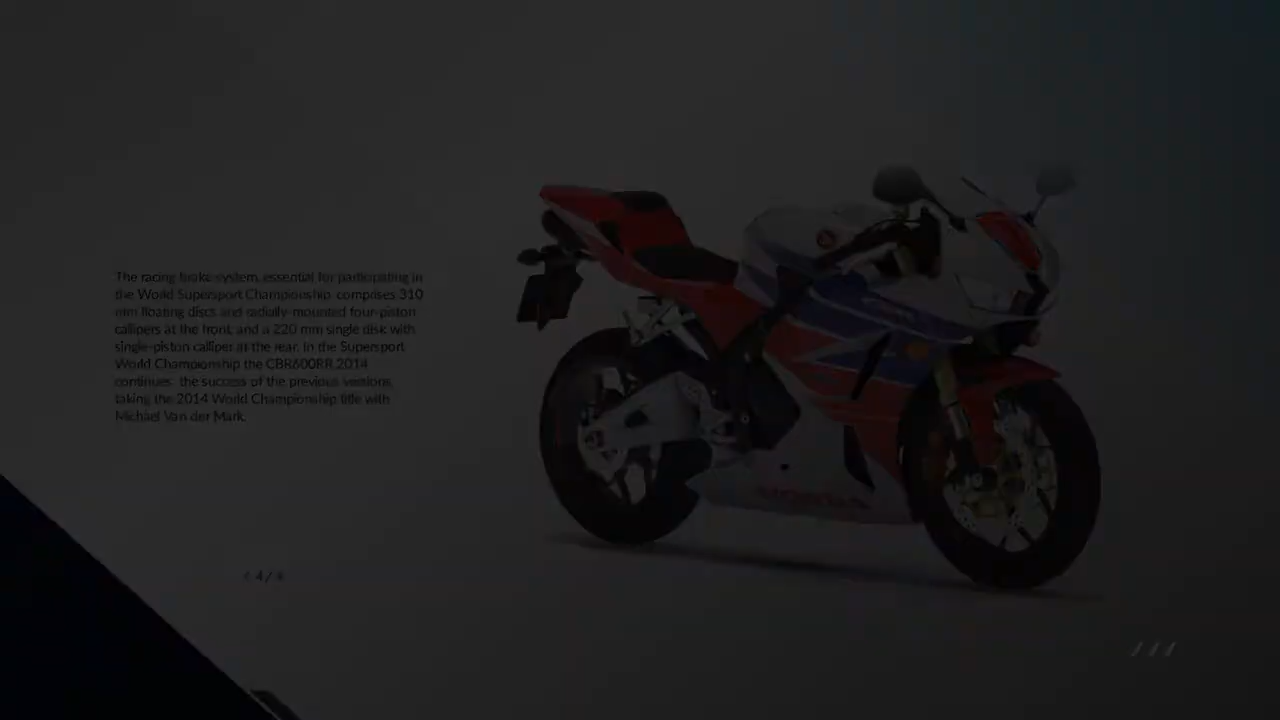 The racing brake system, essential for participating in
the World Supersport Championship, comprises 310
mm floating discs and radially-mounted four-piston
callipers at the front, and a 220 mm single disk with
single-piston calliper at the rear. In the Supersport
World Championship the CBR600RR 2014
continues the success of the previous versions,
taking the 2014 World Championship title with
Michael Van der Mark.
HONDA
4 /